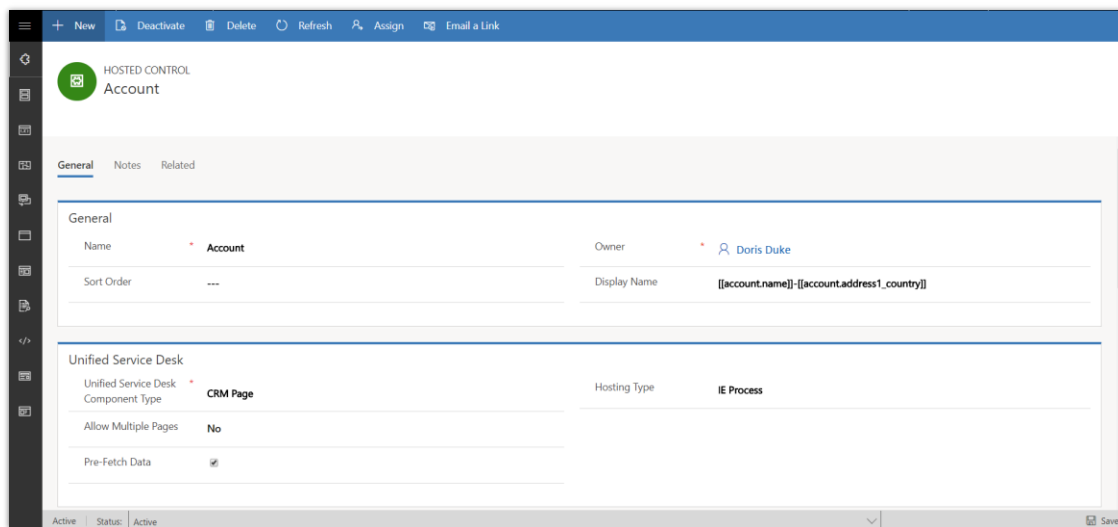 New Deactivate Delete Refresh Assign Email a Link
HOSTED CONTROL
Account
General Notes Related
General
Name * Account
Owner * Doris Duke
Sort Order ---
Display Name [[account.name]]-[[account.address1_country]]
Unified Service Desk
Unified Service Desk * CRM Page
Component Type
Hosting Type IE Process
Allow Multiple Pages No
Pre-Fetch Data
Active Status: Active Save